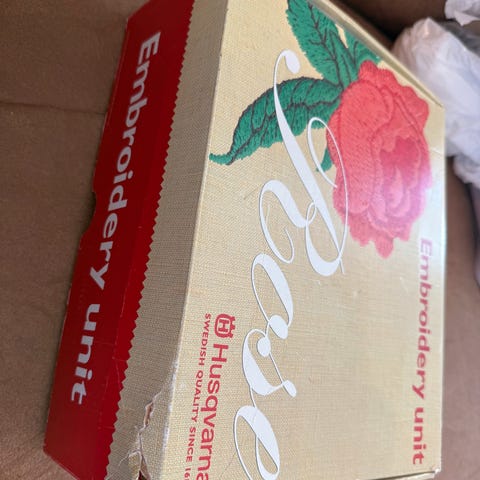 Embroidery unit
Rose
Embroidery unit
Husqvarna
SWEDISH QUALITY SINCE